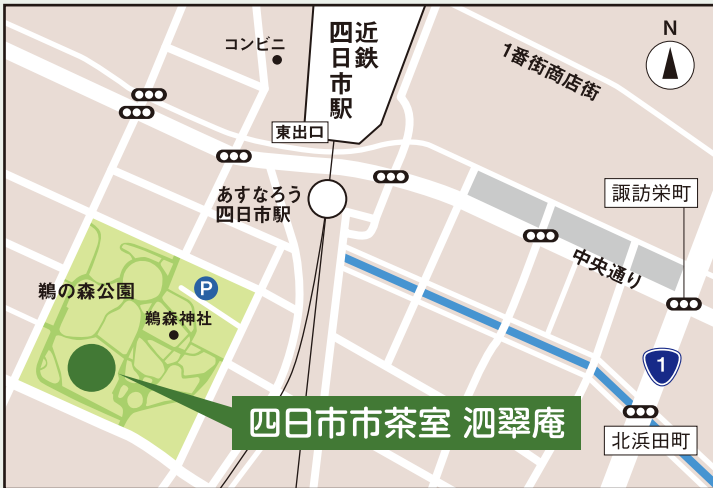 コンビニ
近鉄
四日市駅
1番街商店街
N
東出口
あすなろう
四日市駅
諏訪栄町
中央通り
鵜の森公園
P
鵜森神社
1
四日市市茶室 泗翠庵
北浜田町